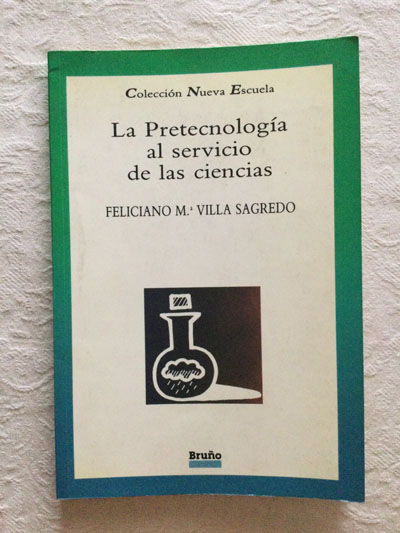 Colección Nueva Escuela
La Pretecnología
al servicio
de las ciencias
FELICIANO M.ª VILLA SAGREDO
Bruño